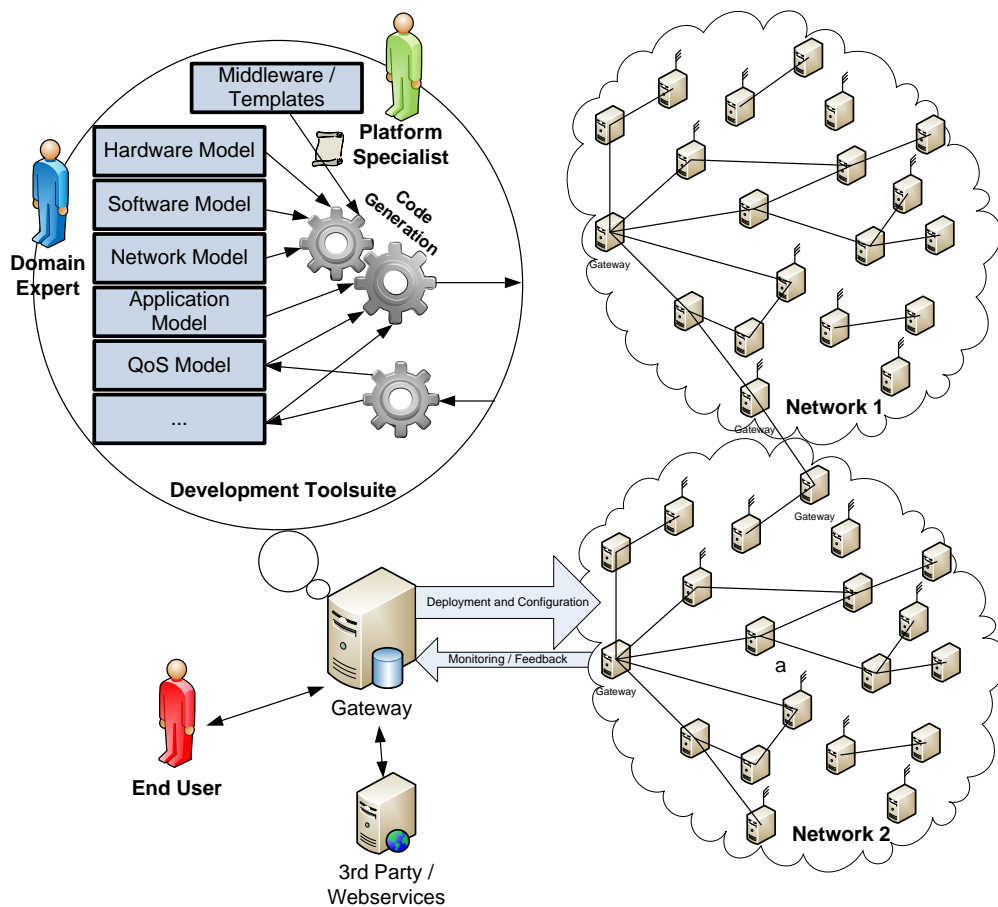 Middleware /
Templates
Platform
Specialist
Hardware Model
Software Model
Network Model
Application
Model
QoS Model
...
Code
Generation
Domain
Expert
Development Toolsuite
Gateway
Gateway
Network 1
Gateway
Deployment and Configuration
Monitoring / Feedback
Gateway
a
Gateway
End User
3rd Party /
Webservices
Network 2